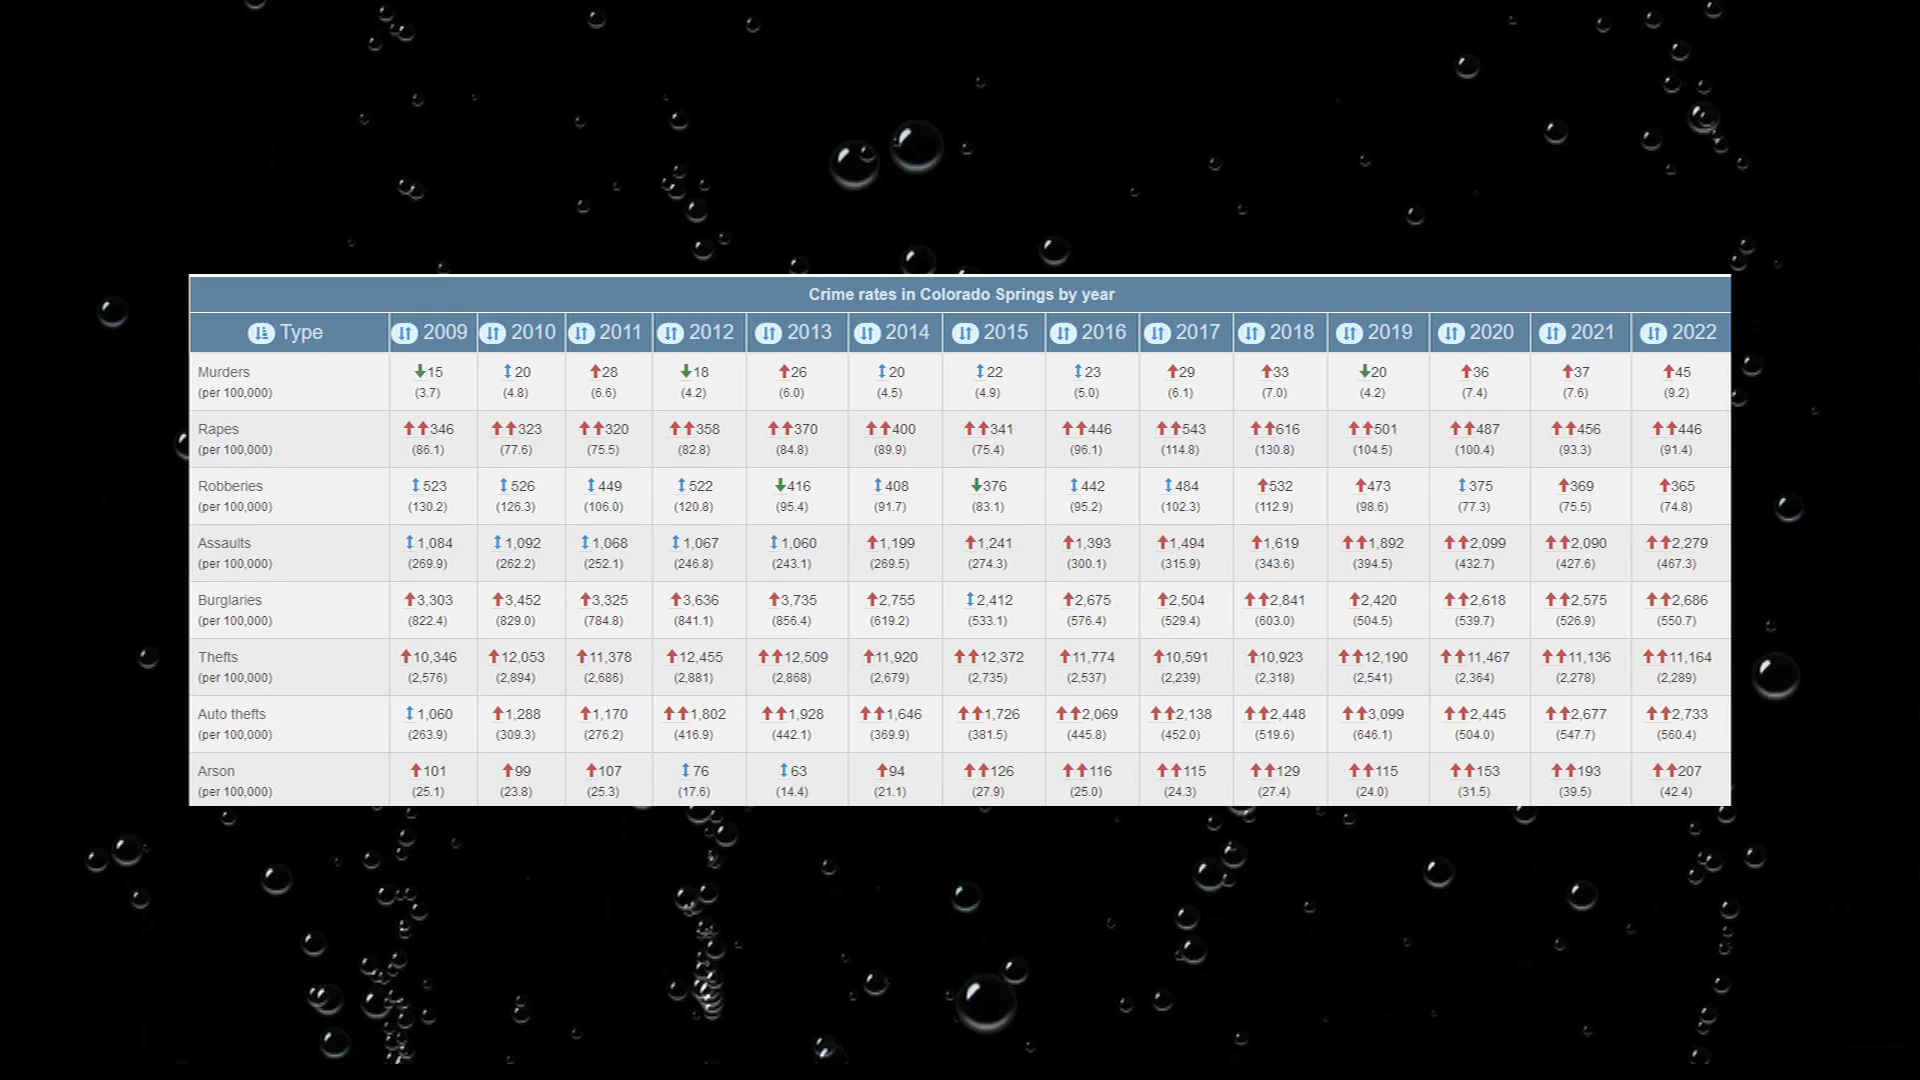 Crime rates in Colorado Springs by year
Type 2009 2010 2011 2012 2013 2014 2015 2016 2017 2018 2019 2020 2021 2022
Murders 15 20 28 18 26 20 22 23 29 33 20 36 37 45
(per 100,000) (3.7) (4.8) (6.6) (4.2) (6.0) (4.5) (4.9) (5.0) (6.1) (7.0) (4.2) (7.4) (7.6) (9.2)
Rapes 346 323 320 358 370 400 341 446 543 616 501 487 456 446
(per 100,000) (86.1) (77.6) (75.5) (82.8) (84.8) (89.9) (75.4) (96.1) (114.8) (130.8) (104.5) (100.4) (93.3) (91.4)
Robberies 523 526 449 522 416 408 376 442 484 532 473 375 369 365
(per 100,000) (130.2) (126.3) (106.0) (120.8) (95.4) (91.7) (83.1) (95.2) (102.3) (112.9) (98.6) (77.3) (75.5) (74.8)
Assaults 1,084 1,092 1,068 1,067 1,060 1,199 1,241 1,393 1,494 1,619 1,892 2,099 2,090 2,279
(per 100,000) (269.9) (262.2) (252.1) (246.8) (243.1) (269.5) (274.3) (300.1) (315.9) (343.6) (394.5) (432.7) (427.6) (467.3)
Burglaries 3,303 3,452 3,325 3,636 3,735 2,755 2,412 2,675 2,504 2,841 2,420 2,618 2,575 2,686
(per 100,000) (822.4) (829.0) (784.8) (841.1) (856.4) (619.2) (533.1) (576.4) (529.4) (603.0) (504.5) (539.7) (526.9) (550.7)
Thefts 10,346 12,053 11,378 12,455 12,509 11,920 12,372 11,774 10,591 10,923 12,190 11,467 11,136 11,164
(per 100,000) (2,576) (2,894) (2,686) (2,881) (2,868) (2,679) (2,735) (2,537) (2,239) (2,318) (2,541) (2,364) (2,278) (2,289)
Auto thefts 1,060 1,288 1,170 1,802 1,928 1,646 1,726 2,069 2,138 2,448 3,099 2,445 2,677 2,733
(per 100,000) (263.9) (309.3) (276.2) (416.9) (442.1) (369.9) (381.5) (445.8) (452.0) (519.6) (646.1) (504.0) (547.7) (560.4)
Arson 101 99 107 76 63 94 126 116 115 129 115 153 193 207
(per 100,000) (25.1) (23.8) (25.3) (17.6) (14.4) (21.1) (27.9) (25.0) (24.3) (27.4) (24.0) (31.5) (39.5) (42.4)